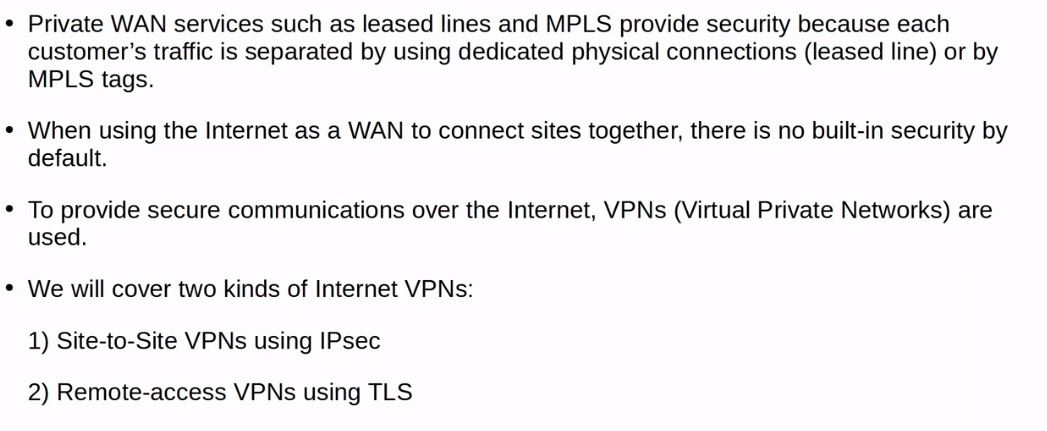 • Private WAN services such as leased lines and MPLS provide security because each
customer’s traffic is separated by using dedicated physical connections (leased line) or by
MPLS tags.
• When using the Internet as a WAN to connect sites together, there is no built-in security by
default.
• To provide secure communications over the Internet, VPNs (Virtual Private Networks) are
used.
• We will cover two kinds of Internet VPNs:
1) Site-to-Site VPNs using IPsec
2) Remote-access VPNs using TLS